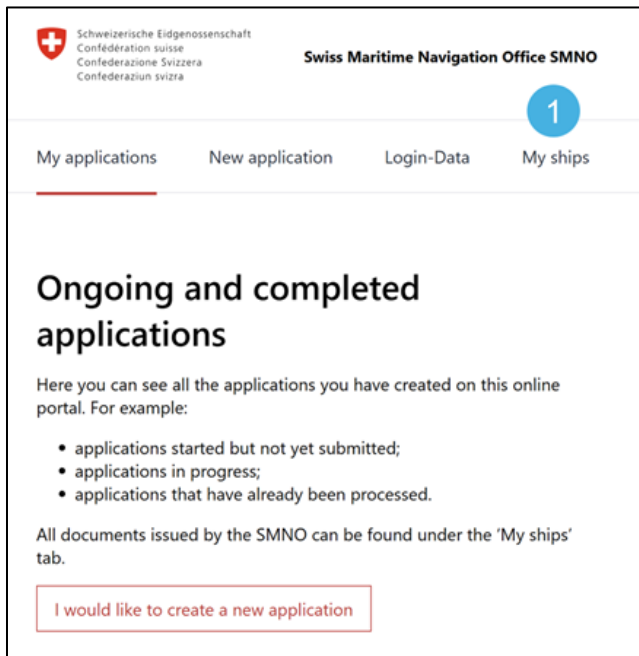 Schweizerische Eidgenossenschaft
Confédération suisse
Confederazione Svizzera
Confederaziun svizra
Swiss Maritime Navigation Office SMNO
1
My applications New application Login-Data My ships
Ongoing and completed
applications
Here you can see all the applications you have created on this online
portal. For example:
• applications started but not yet submitted;
• applications in progress;
• applications that have already been processed.
All documents issued by the SMNO can be found under the ‘My ships’
tab.
I would like to create a new application